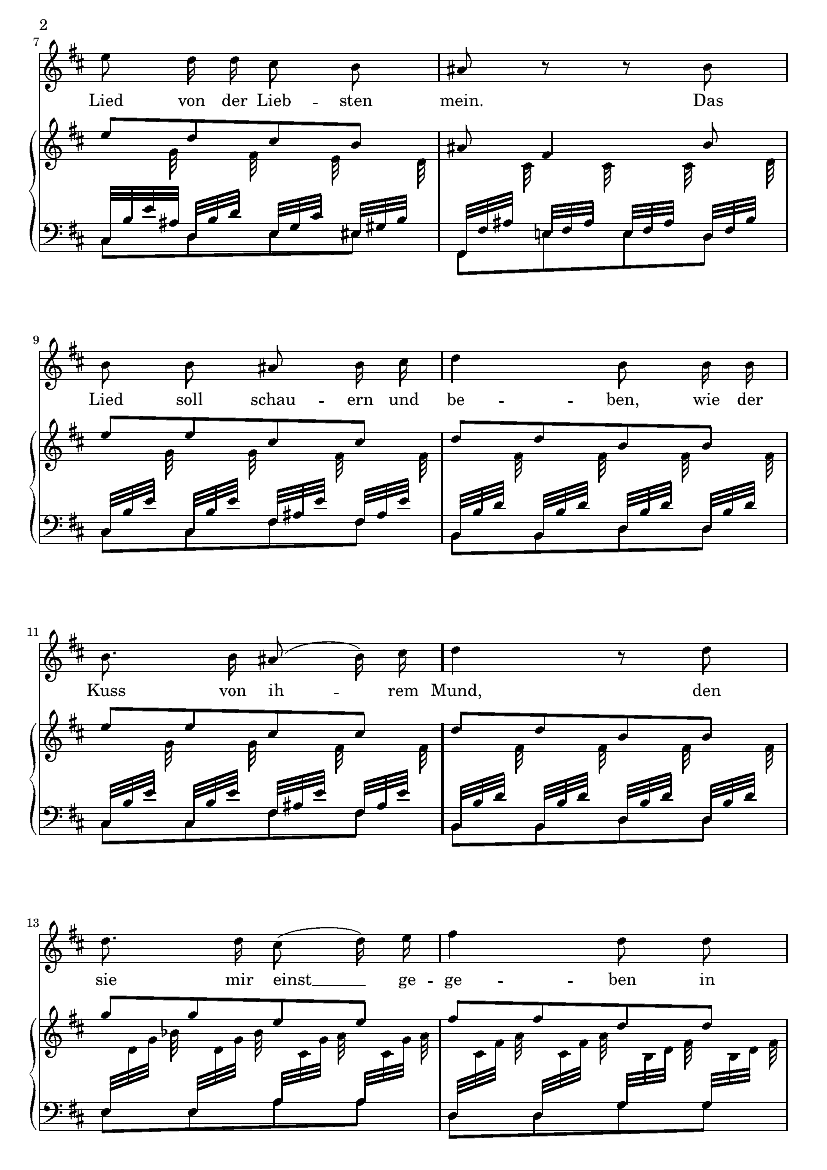 2
7
Lied von der Lieb - sten mein. Das
9
Lied soll schau - ern und be - - ben, wie der
11
Kuss von ih - rem Mund, den
13
sie mir einst ge - ge - - ben in